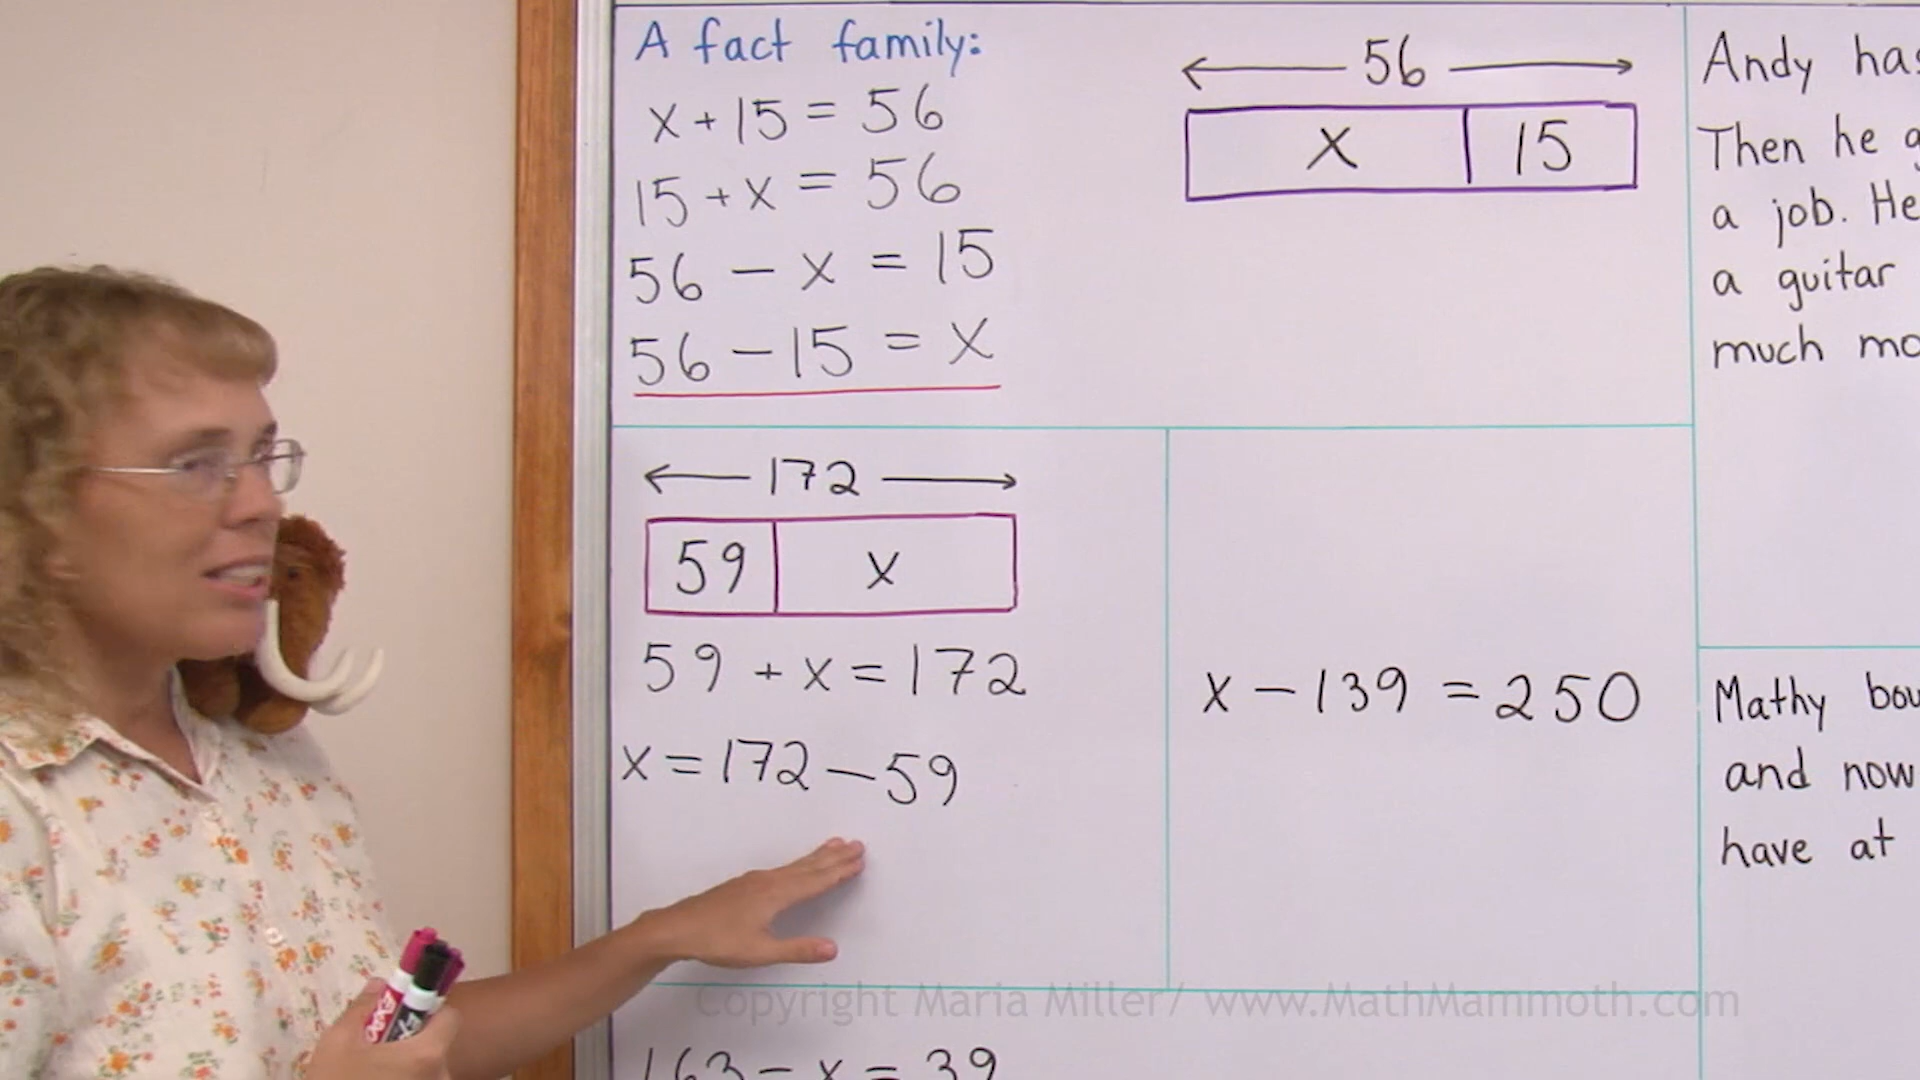 A fact family:
x + 15 = 56
15 + x = 56
56 - x = 15
56 - 15 = x
56
x 15
172
59 x
59 + x = 172
x = 172 - 59
x - 139 = 250
163 - x = 39
Andy has
Then he g
a job. He
a guitar
much mo
Mathy bou
and now
have at
Copyright Maria Miller/ www.MathMammoth.com